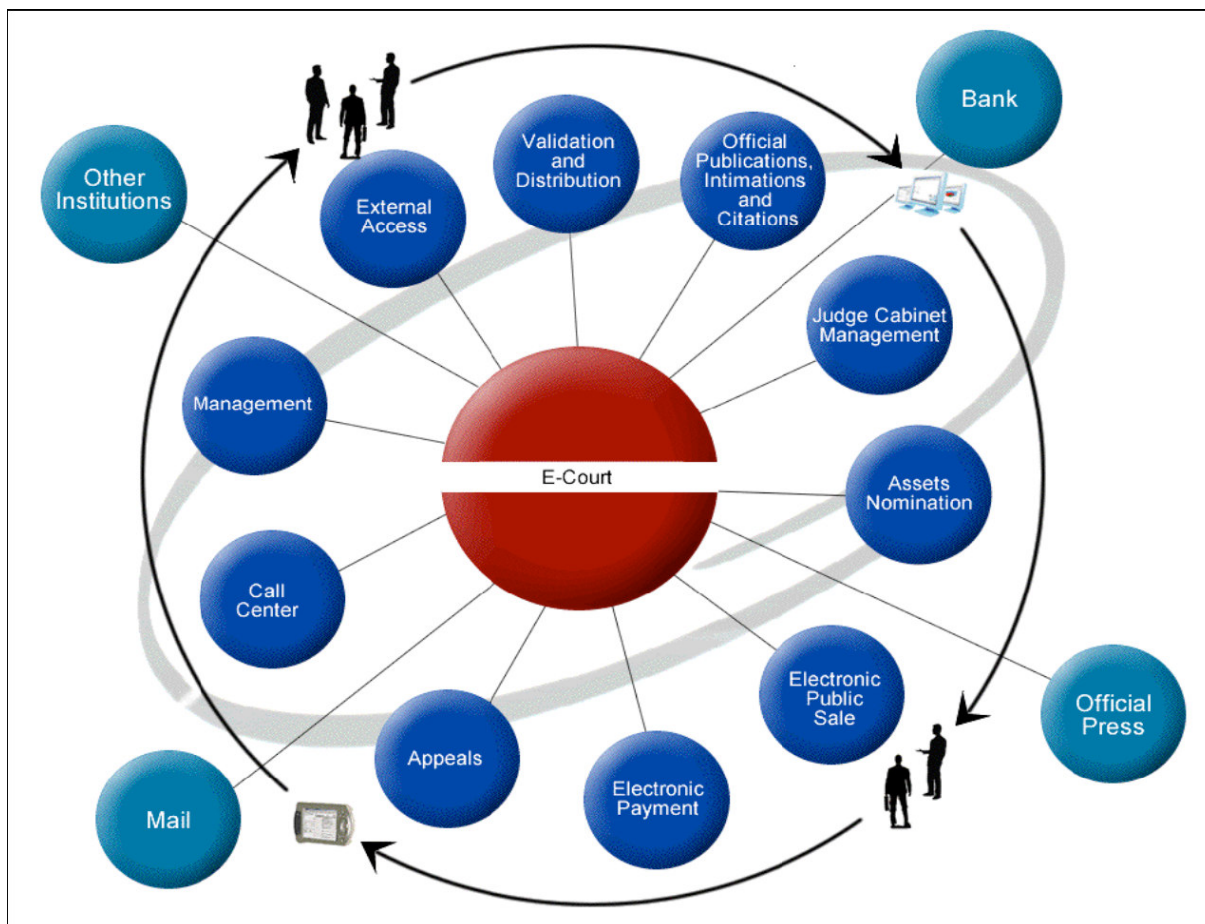 Bank
Other
Institutions
External
Access
Validation
and
Distribution
Official
Publications,
Intimations
and
Citations
Judge Cabinet
Management
Management
E-Court
Assets
Nomination
Call
Center
Electronic
Public
Sale
Official
Press
Appeals
Electronic
Payment
Mail